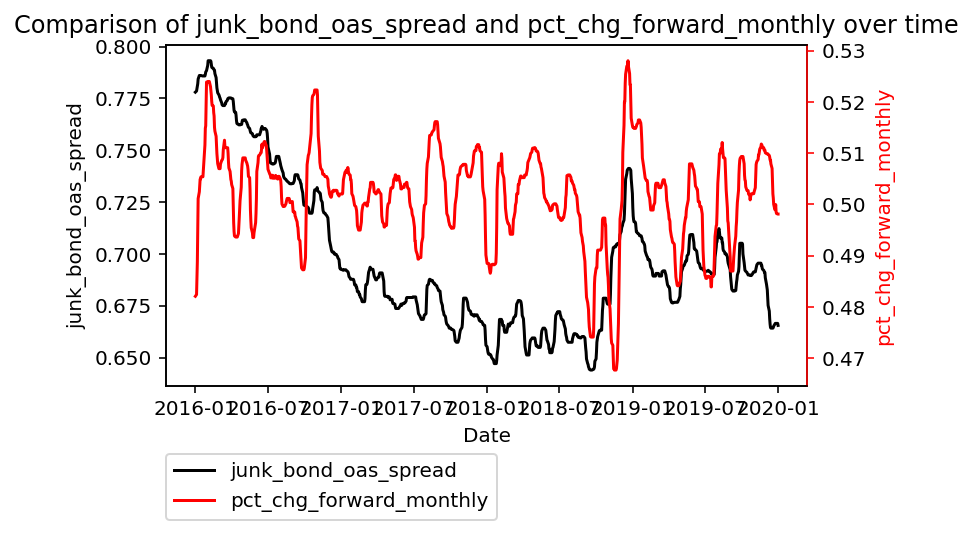 Comparison of junk_bond_oas_spread and pct_chg_forward_monthly over time
junk_bond_oas_spread
0.800
0.775
0.750
0.725
0.700
0.675
0.650
0.53
0.52
0.51
0.50
0.49
0.48
0.47
pct_chg_forward_monthly
2016-01 2016-07 2017-01 2017-07 2018-01 2018-07 2019-01 2019-07 2020-01
Date
junk_bond_oas_spread
pct_chg_forward_monthly